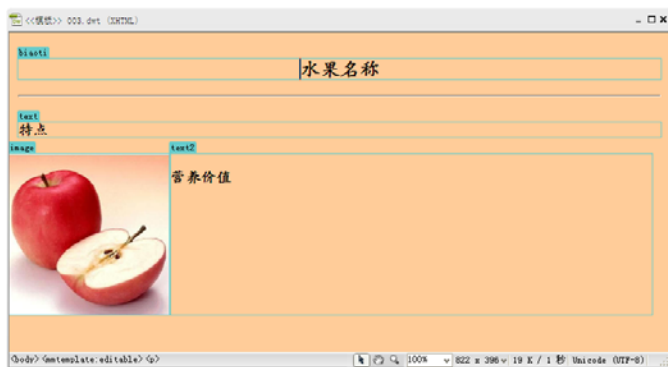 <<模板>> 003.dwt (XHTML)
biaoti
水果名称
text
特点
image text2
营养价值
<body> <mmtemplate:editable> <p> 100% 822 x 396 19 K / 1 秒 Unicode (UTF-8)